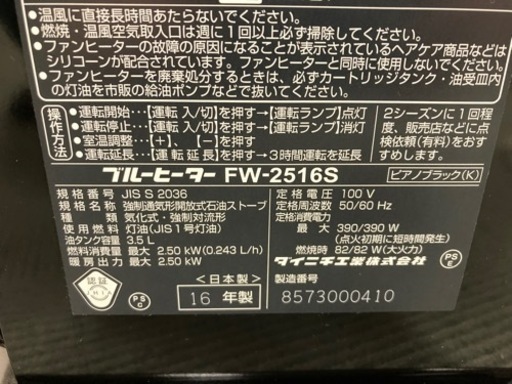 ●温風に直接長時間あたらないでください。
●燃焼・温風空気取入口は週に1回以上必ず掃除してください。
●ファンヒーターの故障の原因になることが表示されているヘアケア商品などは
シリコーンが配合されています。ファンヒーターと同時に使用しないでください。
●ファンヒーターを廃棄処分するときは、必ずカートリッジタンク・油受皿内
の灯油を市販の給油ポンプなどで抜いてください。
操作方法
●運転開始…【運転 入/切】を押す→【運転ランプ】点灯
●運転停止…【運転 入/切】を押す→【運転ランプ】消灯
●室温調整…【+】、【-】を押す
●運転延長…【運転延長】を押す→3時間運転を延長
2シーズンに1回程
度、販売店などに点
検依頼(有料)をおす
すめします
ブルーヒーター FW-2516S
ピアノブラック(K)
規格番号 JIS S 2036
種類 強制通気形開放式石油ストーブ
種類 気化式・強制対流形
使用燃料 灯油(JIS1号灯油)
油タンク容量 3.5L
燃料消費量 最大 2.50 kW (0.243 L/h)
暖房出力 最大 2.50 kW
定格電圧 100 V
定格周波数 50/60 Hz
定格消費電力
最大 390/390 W
(点火初期に短時間発生)
燃焼時 82/82 W(大火力)
ダイニチ工業株式会社
PSE
認証
JHIA
PSC
<日本製>
16 年製
製造番号
8573000410